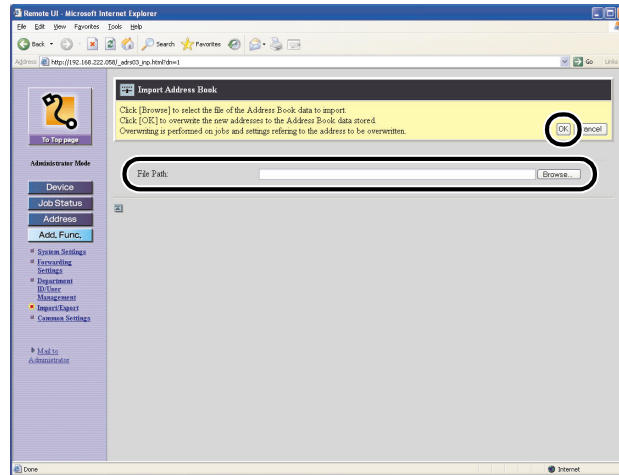 Remote UI - Microsoft Internet Explorer
File Edit View Favorites Tools Help
Back Search Favorites
Address http://192.168.222.058/_adrs03_inp.html?dn=1 Go Links
Import Address Book
Click [Browse] to select the file of the Address Book data to import.
Click [OK] to overwrite the new addresses to the Address Book data stored.
Overwriting is performed on jobs and settings refering to the address to be overwritten.
OK Cancel
To Top page
Administrator Mode
File Path: Browse...
Device
Job Status
Address
Add. Func.
System Settings
Forwarding
Settings
Department
ID/User
Management
Import/Export
Common Settings
Mail to
Administrator
Done Internet